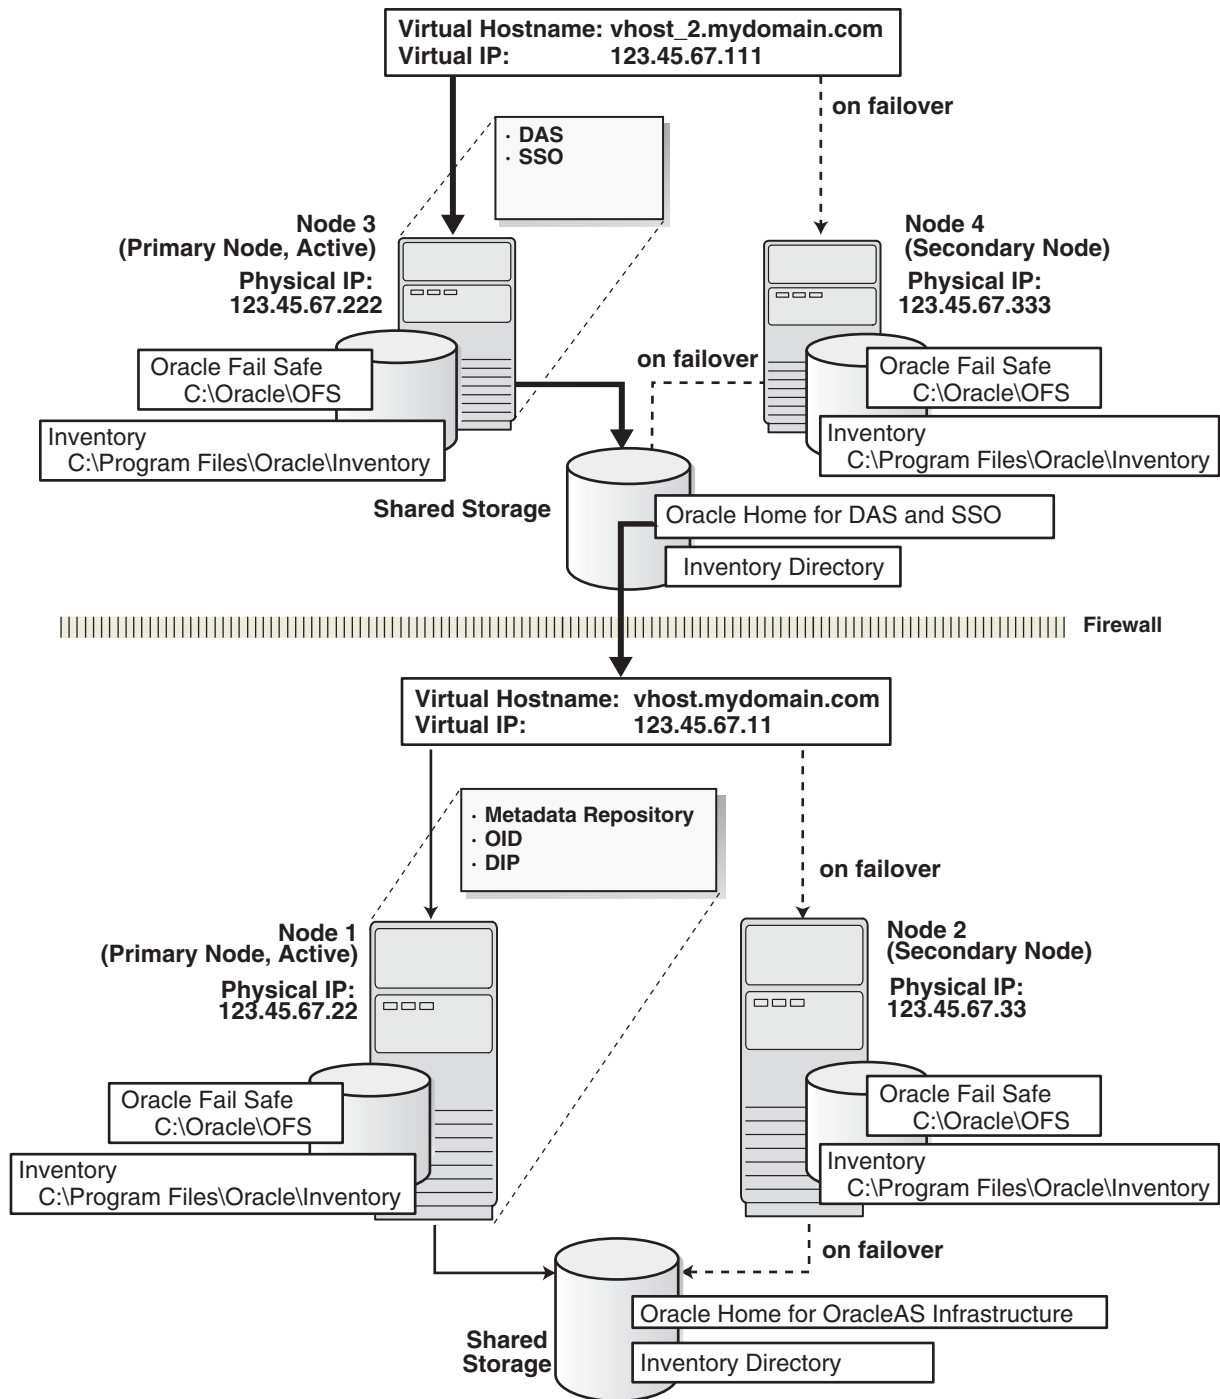 Virtual Hostname: vhost_2.mydomain.com
Virtual IP: 123.45.67.111
on failover
· DAS
· SSO
Node 3
(Primary Node, Active)
Physical IP:
123.45.67.222
Node 4
(Secondary Node)
Physical IP:
123.45.67.333
Oracle Fail Safe
C:\Oracle\OFS
Inventory
C:\Program Files\Oracle\Inventory
on failover
Oracle Fail Safe
C:\Oracle\OFS
Inventory
C:\Program Files\Oracle\Inventory
Shared Storage
Oracle Home for DAS and SSO
Inventory Directory
Firewall
Virtual Hostname: vhost.mydomain.com
Virtual IP: 123.45.67.11
· Metadata Repository
· OID
· DIP
on failover
Node 1
(Primary Node, Active)
Physical IP:
123.45.67.22
Node 2
(Secondary Node)
Physical IP:
123.45.67.33
Oracle Fail Safe
C:\Oracle\OFS
Inventory
C:\Program Files\Oracle\Inventory
Oracle Fail Safe
C:\Oracle\OFS
Inventory
C:\Program Files\Oracle\Inventory
on failover
Shared
Storage
Oracle Home for OracleAS Infrastructure
Inventory Directory